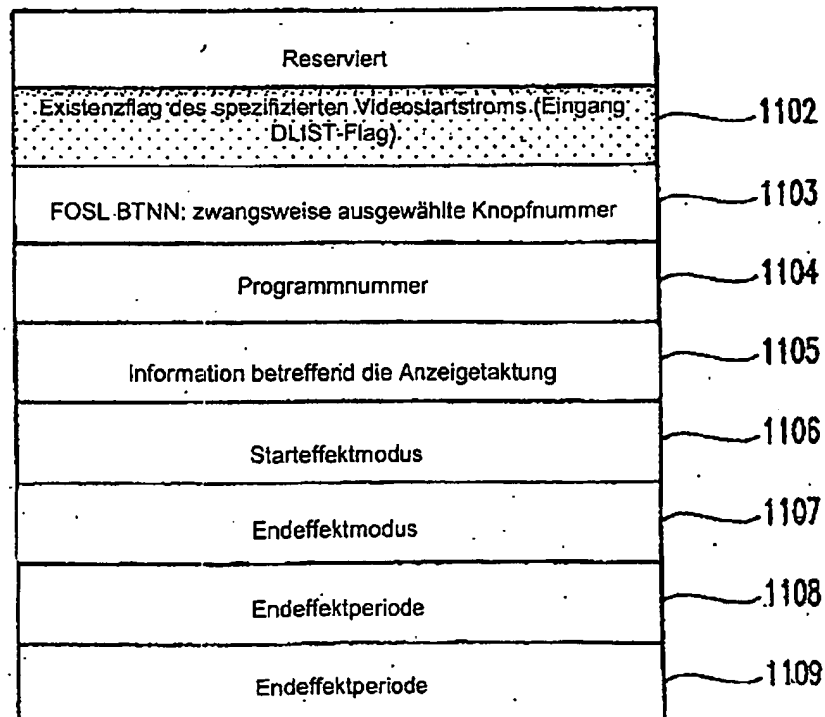 Reserviert
Existenzflag des spezifizierten Videostartstroms (Eingang
DLIST-Flag)
1102
FOSL BTNN: zwangsweise ausgewählte Knopfnummer
1103
Programmnummer
1104
Information betreffend die Anzeigetaktung
1105
Starteffektmodus
1106
Endeffektmodus
1107
Endeffektperiode
1108
Endeffektperiode
1109